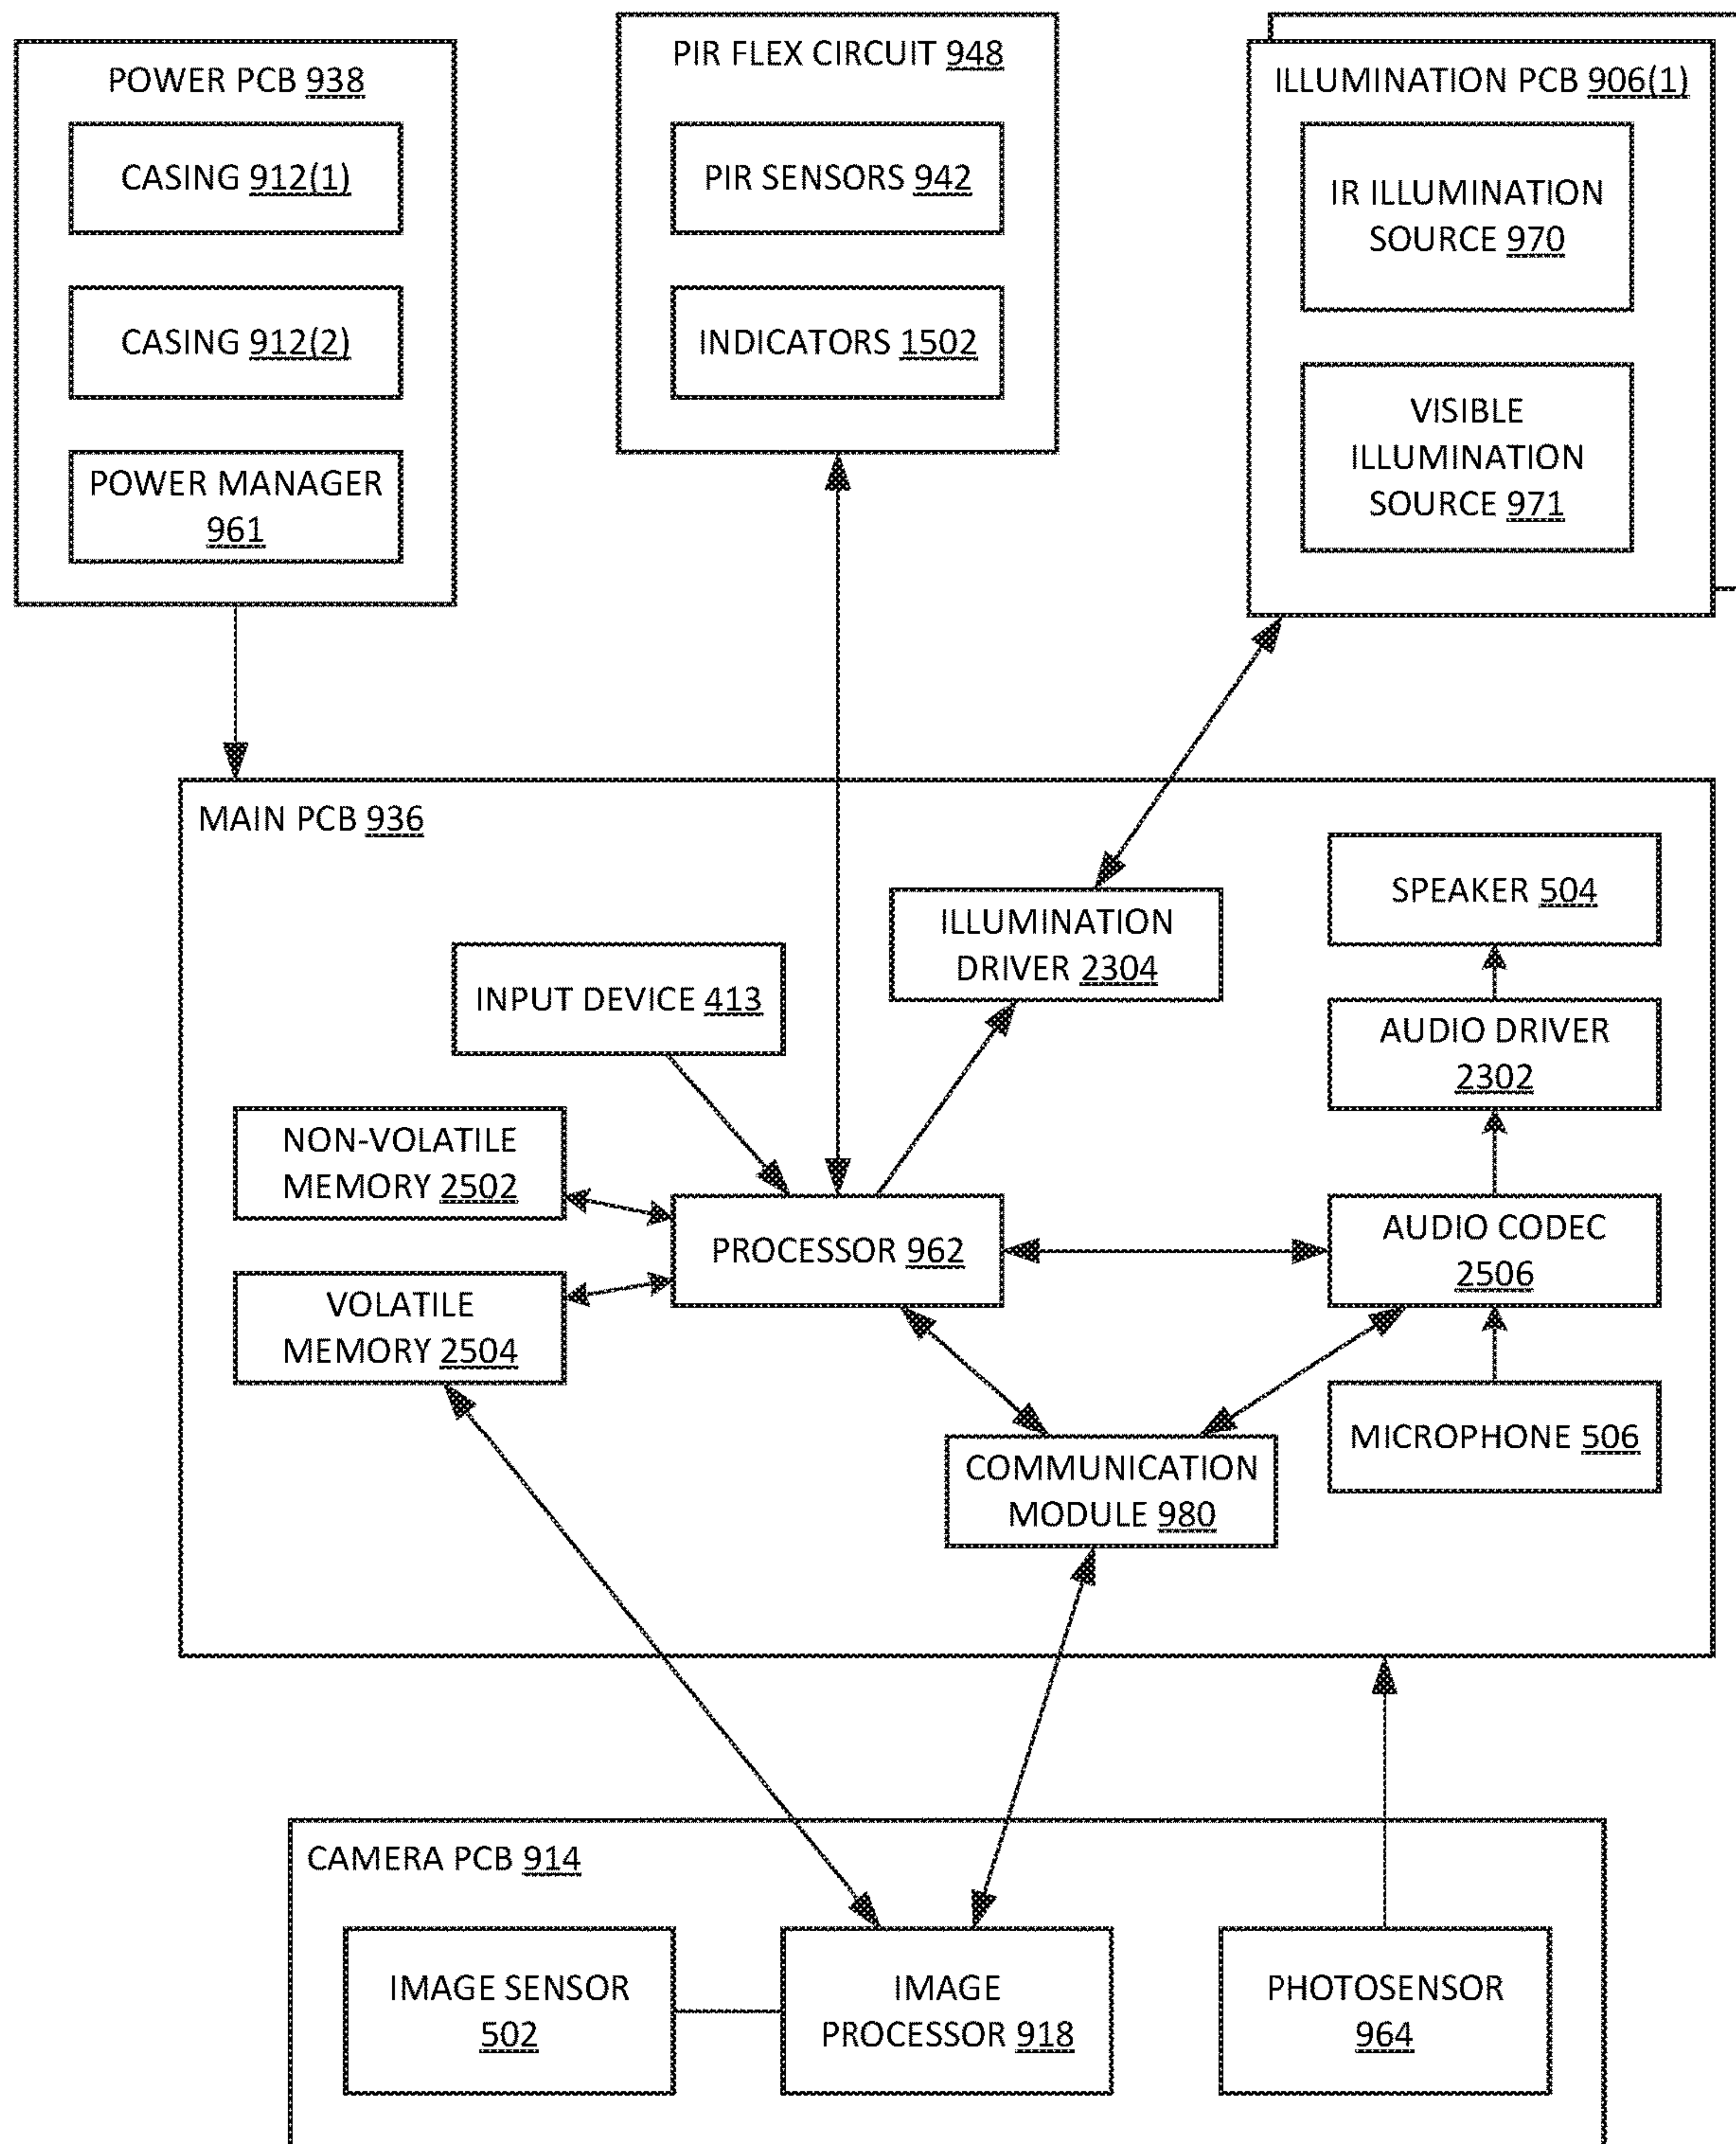 POWER PCB 938
CASING 912(1)
CASING 912(2)
POWER MANAGER
961
PIR FLEX CIRCUIT 948
PIR SENSORS 942
INDICATORS 1502
ILLUMINATION PCB 906(1)
IR ILLUMINATION
SOURCE 970
VISIBLE
ILLUMINATION
SOURCE 971
MAIN PCB 936
SPEAKER 504
ILLUMINATION
DRIVER 2304
INPUT DEVICE 413
AUDIO DRIVER
2302
NON-VOLATILE
MEMORY 2502
PROCESSOR 962
AUDIO CODEC
2506
VOLATILE
MEMORY 2504
MICROPHONE 506
COMMUNICATION
MODULE 980
CAMERA PCB 914
IMAGE SENSOR
502
IMAGE
PROCESSOR 918
PHOTOSENSOR
964